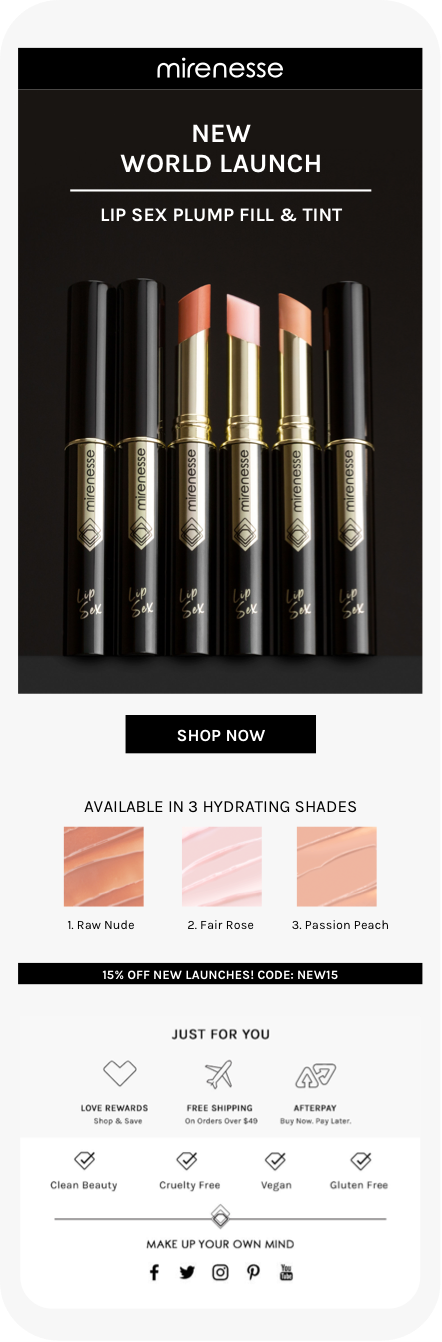 mirenesse
NEW
WORLD LAUNCH
LIP SEX PLUMP FILL & TINT
mirenesse
mirenesse
mirenesse
mirenesse
mirenesse
mirenesse
Lip
Sex
Lip
Sex
Lip
Sex
Lip
Sex
Lip
Sex
Lip
Sex
SHOP NOW
AVAILABLE IN 3 HYDRATING SHADES
1. Raw Nude 2. Fair Rose 3. Passion Peach
15% OFF NEW LAUNCHES! CODE: NEW15
JUST FOR YOU
LOVE REWARDS FREE SHIPPING AFTERPAY
Shop & Save On Orders Over $49 Buy Now. Pay Later.
Clean Beauty Cruelty Free Vegan Gluten Free
MAKE UP YOUR OWN MIND
You
Tube